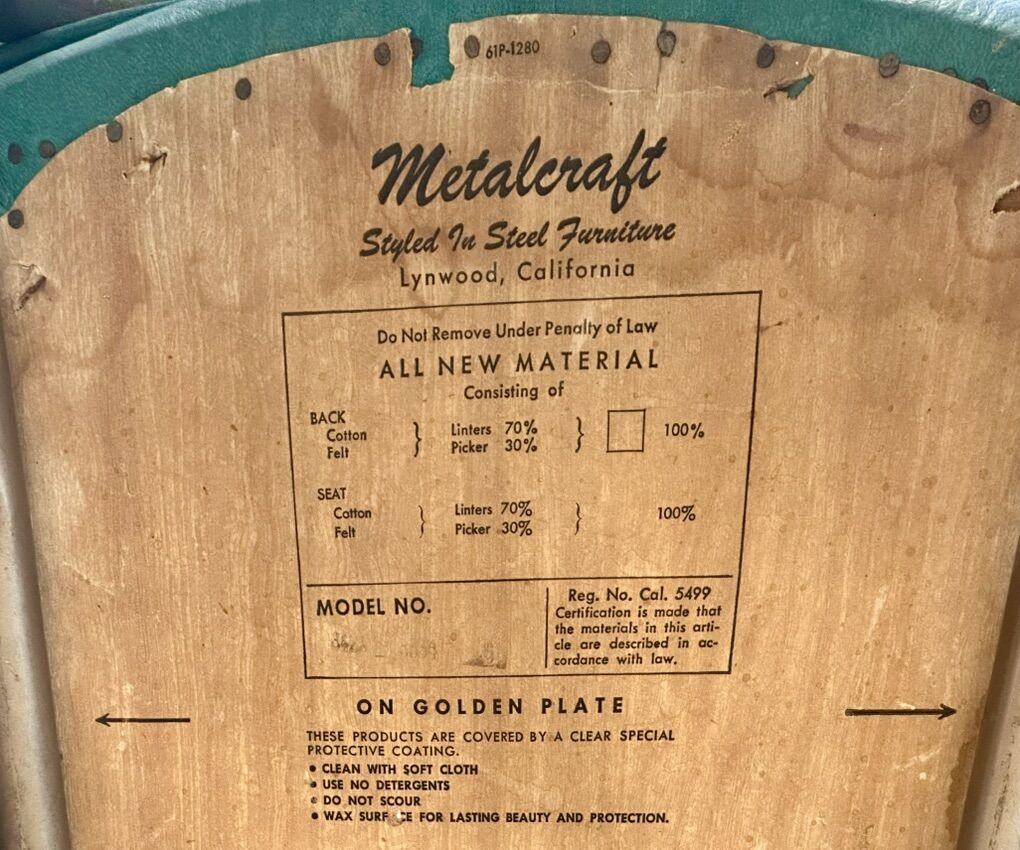 61P-1280
Metalcraft
Styled In Steel Furniture
Lynwood, California
Do Not Remove Under Penalty of Law
ALL NEW MATERIAL
Consisting of
BACK
Cotton } Linters 70% } 100%
Felt Picker 30%
SEAT
Cotton } Linters 70% } 100%
Felt Picker 30%
MODEL NO.
Reg. No. Cal. 5499
Certification is made that
the materials in this arti-
cle are described in ac-
cordance with law.
ON GOLDEN PLATE
THESE PRODUCTS ARE COVERED BY A CLEAR SPECIAL
PROTECTIVE COATING.
• CLEAN WITH SOFT CLOTH
• USE NO DETERGENTS
• DO NOT SCOUR
• WAX SURF CE FOR LASTING BEAUTY AND PROTECTION.